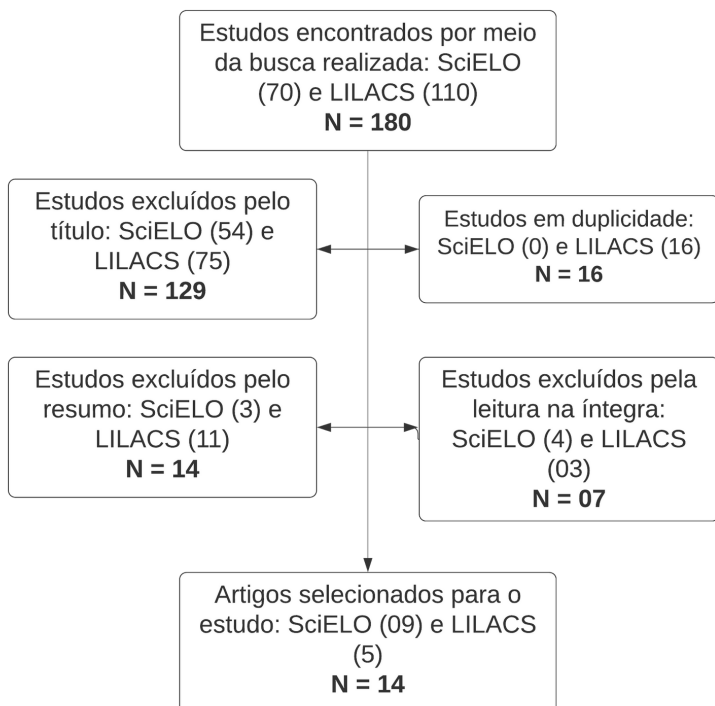 Estudos encontrados por meio
da busca realizada: SciELO
(70) e LILACS (110)
N = 180
Estudos excluídos pelo
título: SciELO (54) e
LILACS (75)
N = 129
Estudos em duplicidade:
SciELO (0) e LILACS (16)
N = 16
Estudos excluídos pelo
resumo: SciELO (3) e
LILACS (11)
N = 14
Estudos excluídos pela
leitura na íntegra:
SciELO (4) e LILACS
(03)
N = 07
Artigos selecionados para o
estudo: SciELO (09) e LILACS
(5)
N = 14